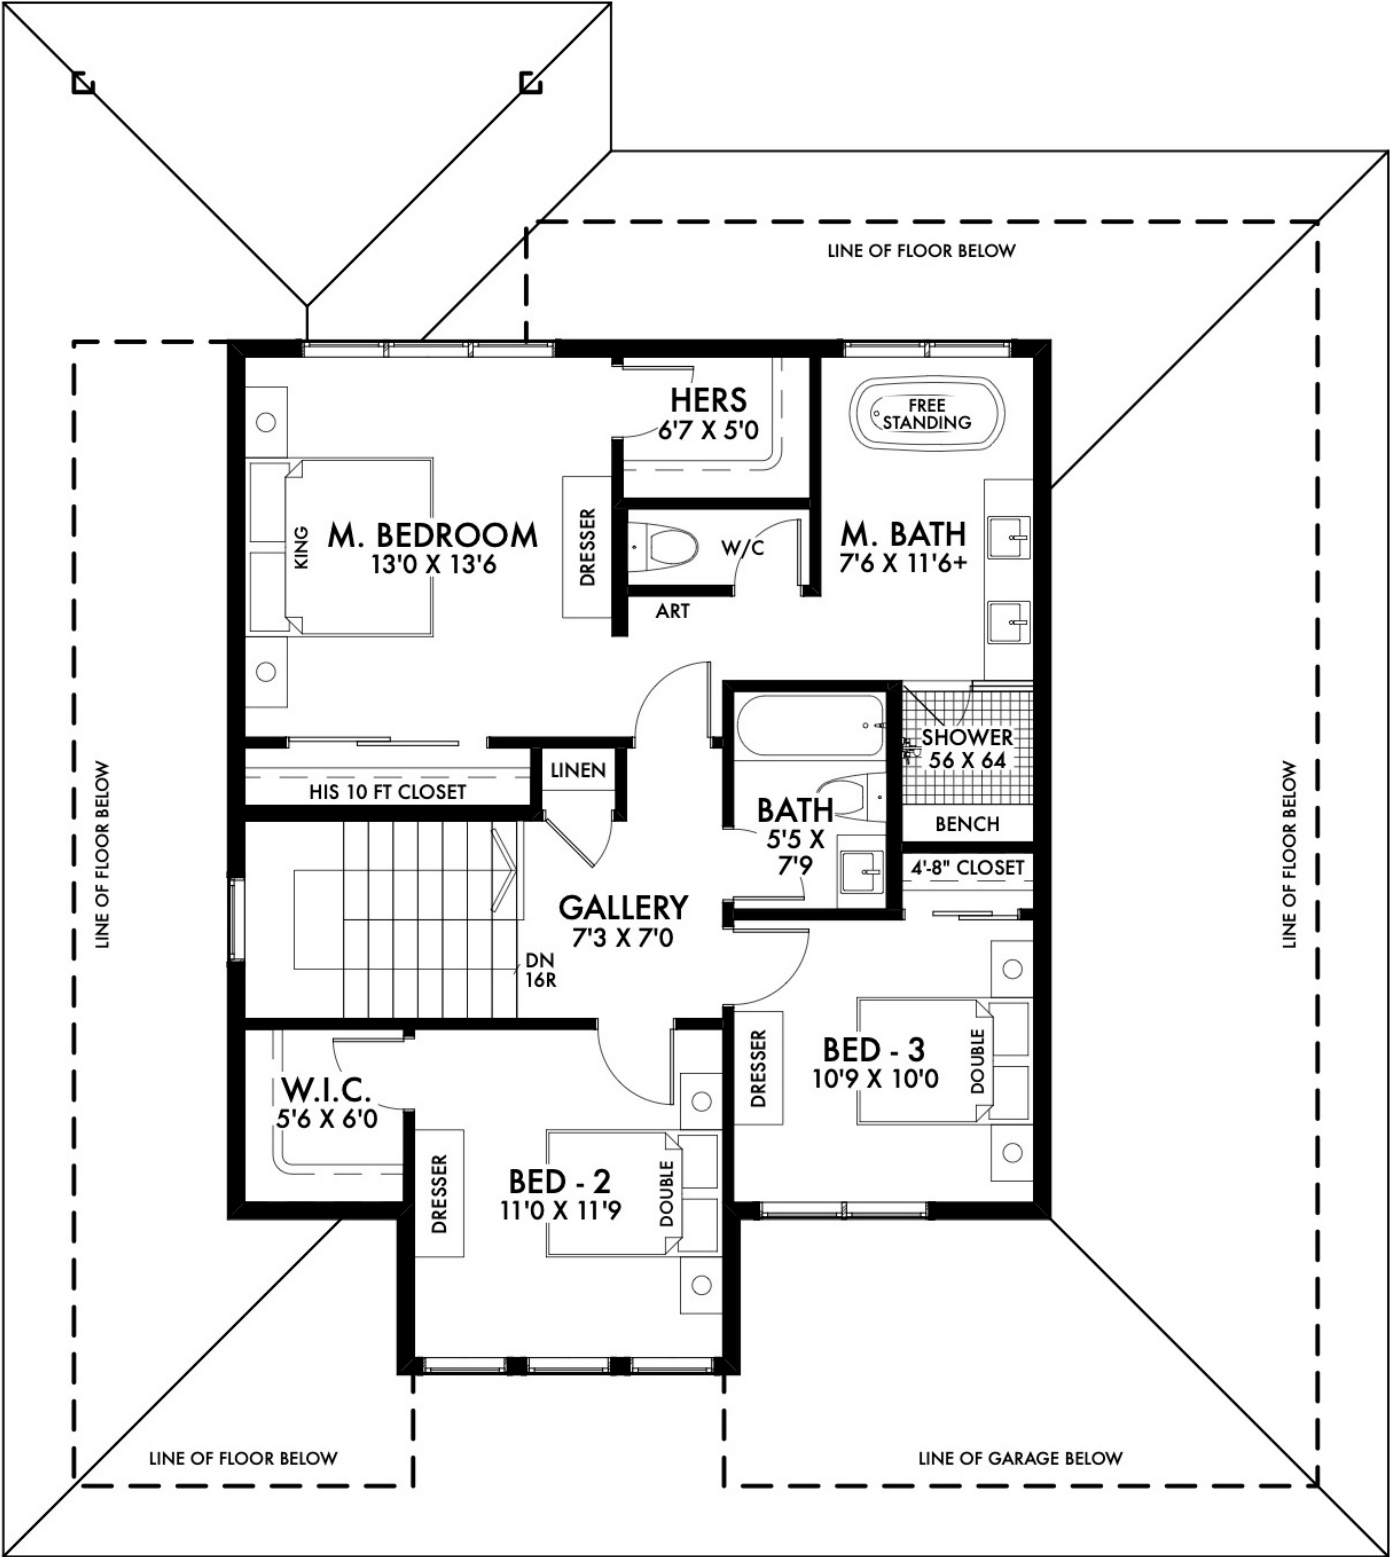 LINE OF FLOOR BELOW
HERS
6'7 X 5'0
FREE
STANDING
KING
M. BEDROOM
13'0 X 13'6
DRESSER
W/C
M. BATH
7'6 X 11'6+
ART
LINEN
HIS 10 FT CLOSET
SHOWER
56 X 64
BENCH
BATH
5'5 X
7'9
4'-8" CLOSET
LINE OF FLOOR BELOW
LINE OF FLOOR BELOW
GALLERY
7'3 X 7'0
DN
16R
W.I.C.
5'6 X 6'0
DRESSER
BED - 3
10'9 X 10'0
DOUBLE
DRESSER
BED - 2
11'0 X 11'9
DOUBLE
LINE OF FLOOR BELOW
LINE OF GARAGE BELOW